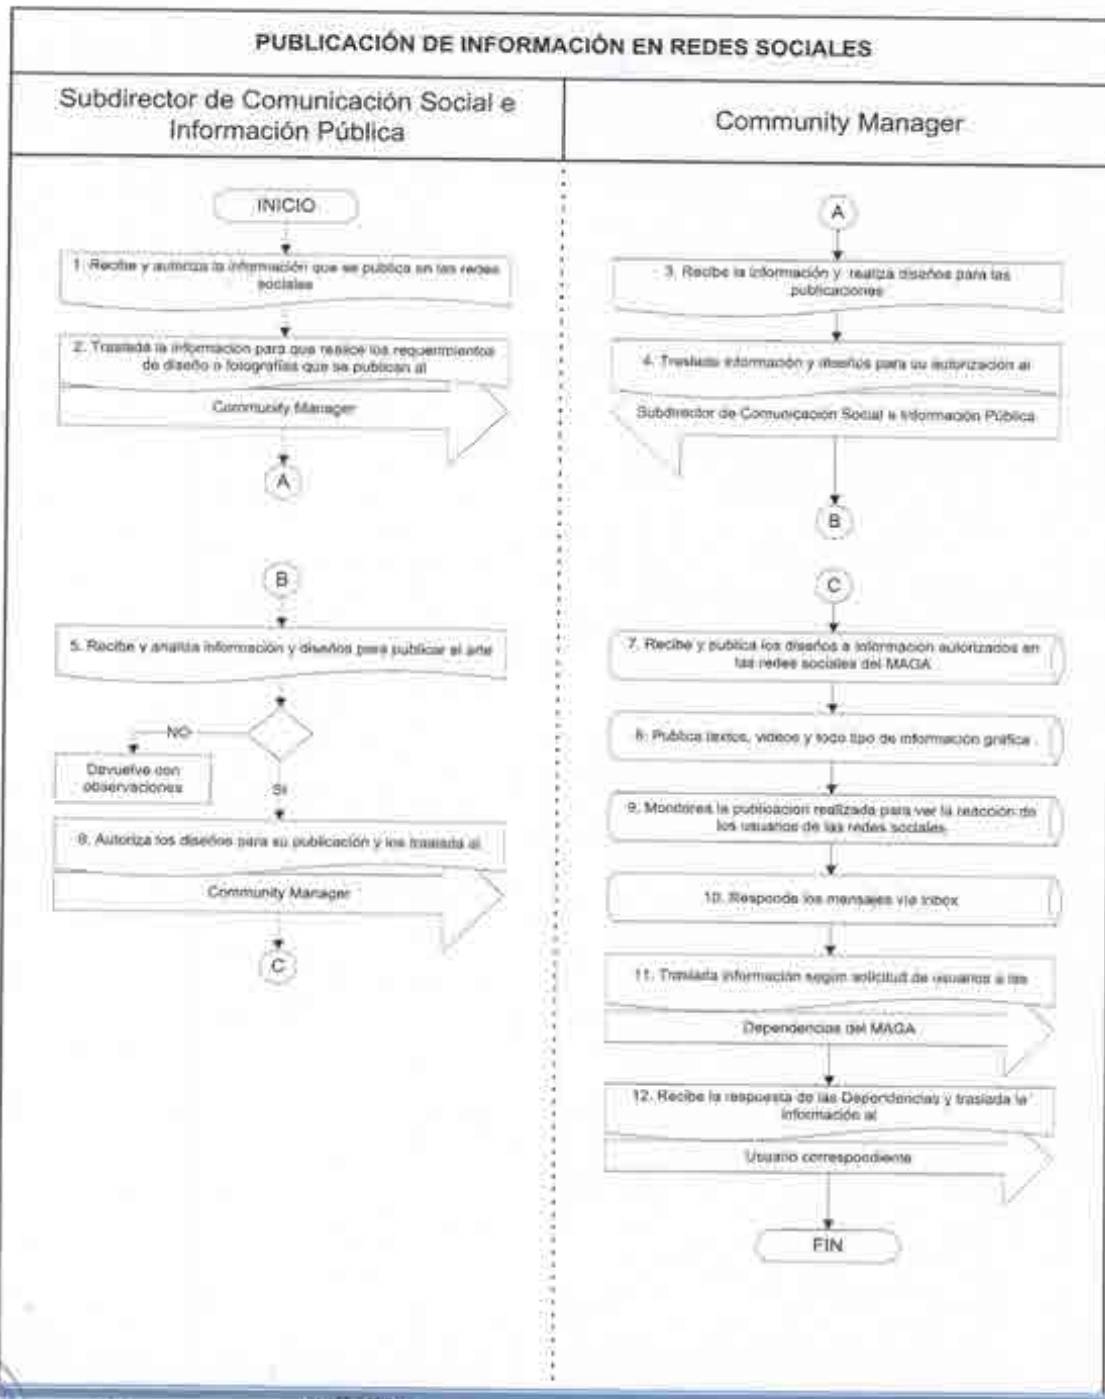 PUBLICACIÓN DE INFORMACIÓN EN REDES SOCIALES
Subdirector de Comunicación Social e
Información Pública
INICIO
1. Recibe y autoriza la información que se publica en las redes
sociales
2. Traslada la información para que realice los requerimientos
de diseño o fotografías que se publican al
Community Manager
A
B
5. Recibe y analiza información y diseños para publicar el arte
NO
Devuelve con
observaciones
SI
6. Autoriza los diseños para su publicación y los traslada al
Community Manager
C
Community Manager
A
3. Recibe la información y realiza diseños para las
publicaciones
4. Traslada información y diseños para su autorización al
Subdirector de Comunicación Social e Información Pública
B
C
7. Recibe y publica los diseños e información autorizados en
las redes sociales del MAGA
8. Publica textos, videos y todo tipo de información gráfica .
9. Monitorea la publicación realizada para ver la reacción de
los usuarios de las redes sociales
10. Responde los mensajes vía inbox
11. Traslada información según solicitud de usuarios a las
Dependencias del MAGA
12. Recibe la respuesta de las Dependencias y traslada la
información al
Usuario correspondiente
FIN